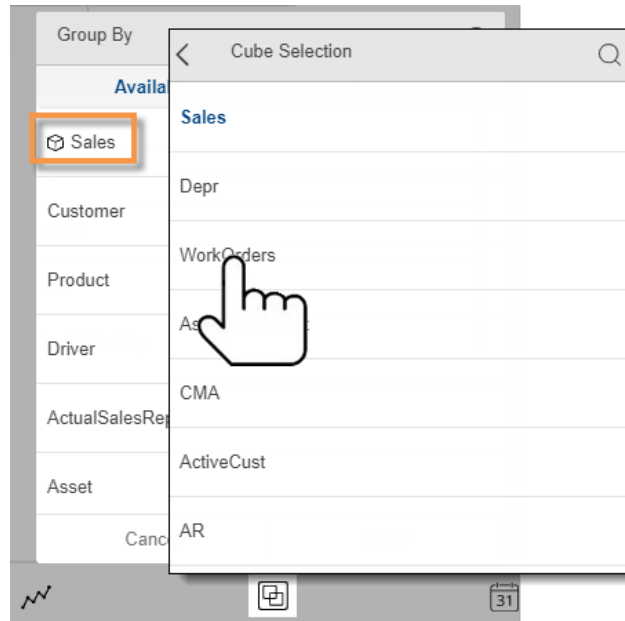 Group By
Availa
Sales
Customer
Product
Driver
ActualSalesRep
Asset
Canc
Cube Selection
Sales
Depr
WorkOrders
CMA
ActiveCust
AR
31